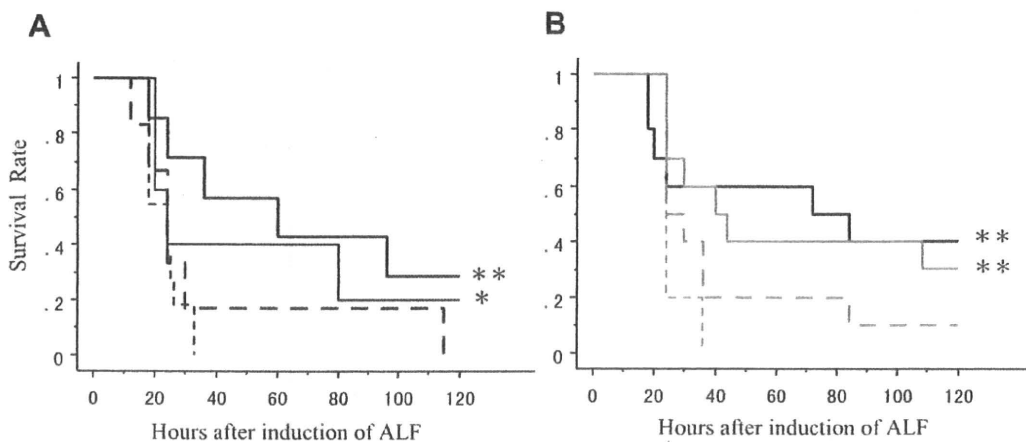 A
B
Survival Rate
1
. 8
. 6
. 4
. 2
0
**
*
0 20 40 60 80 100 120
Hours after induction of ALF
1
. 8
. 6
. 4
. 2
0
**
**
0 20 40 60 80 100 120
Hours after induction of ALF